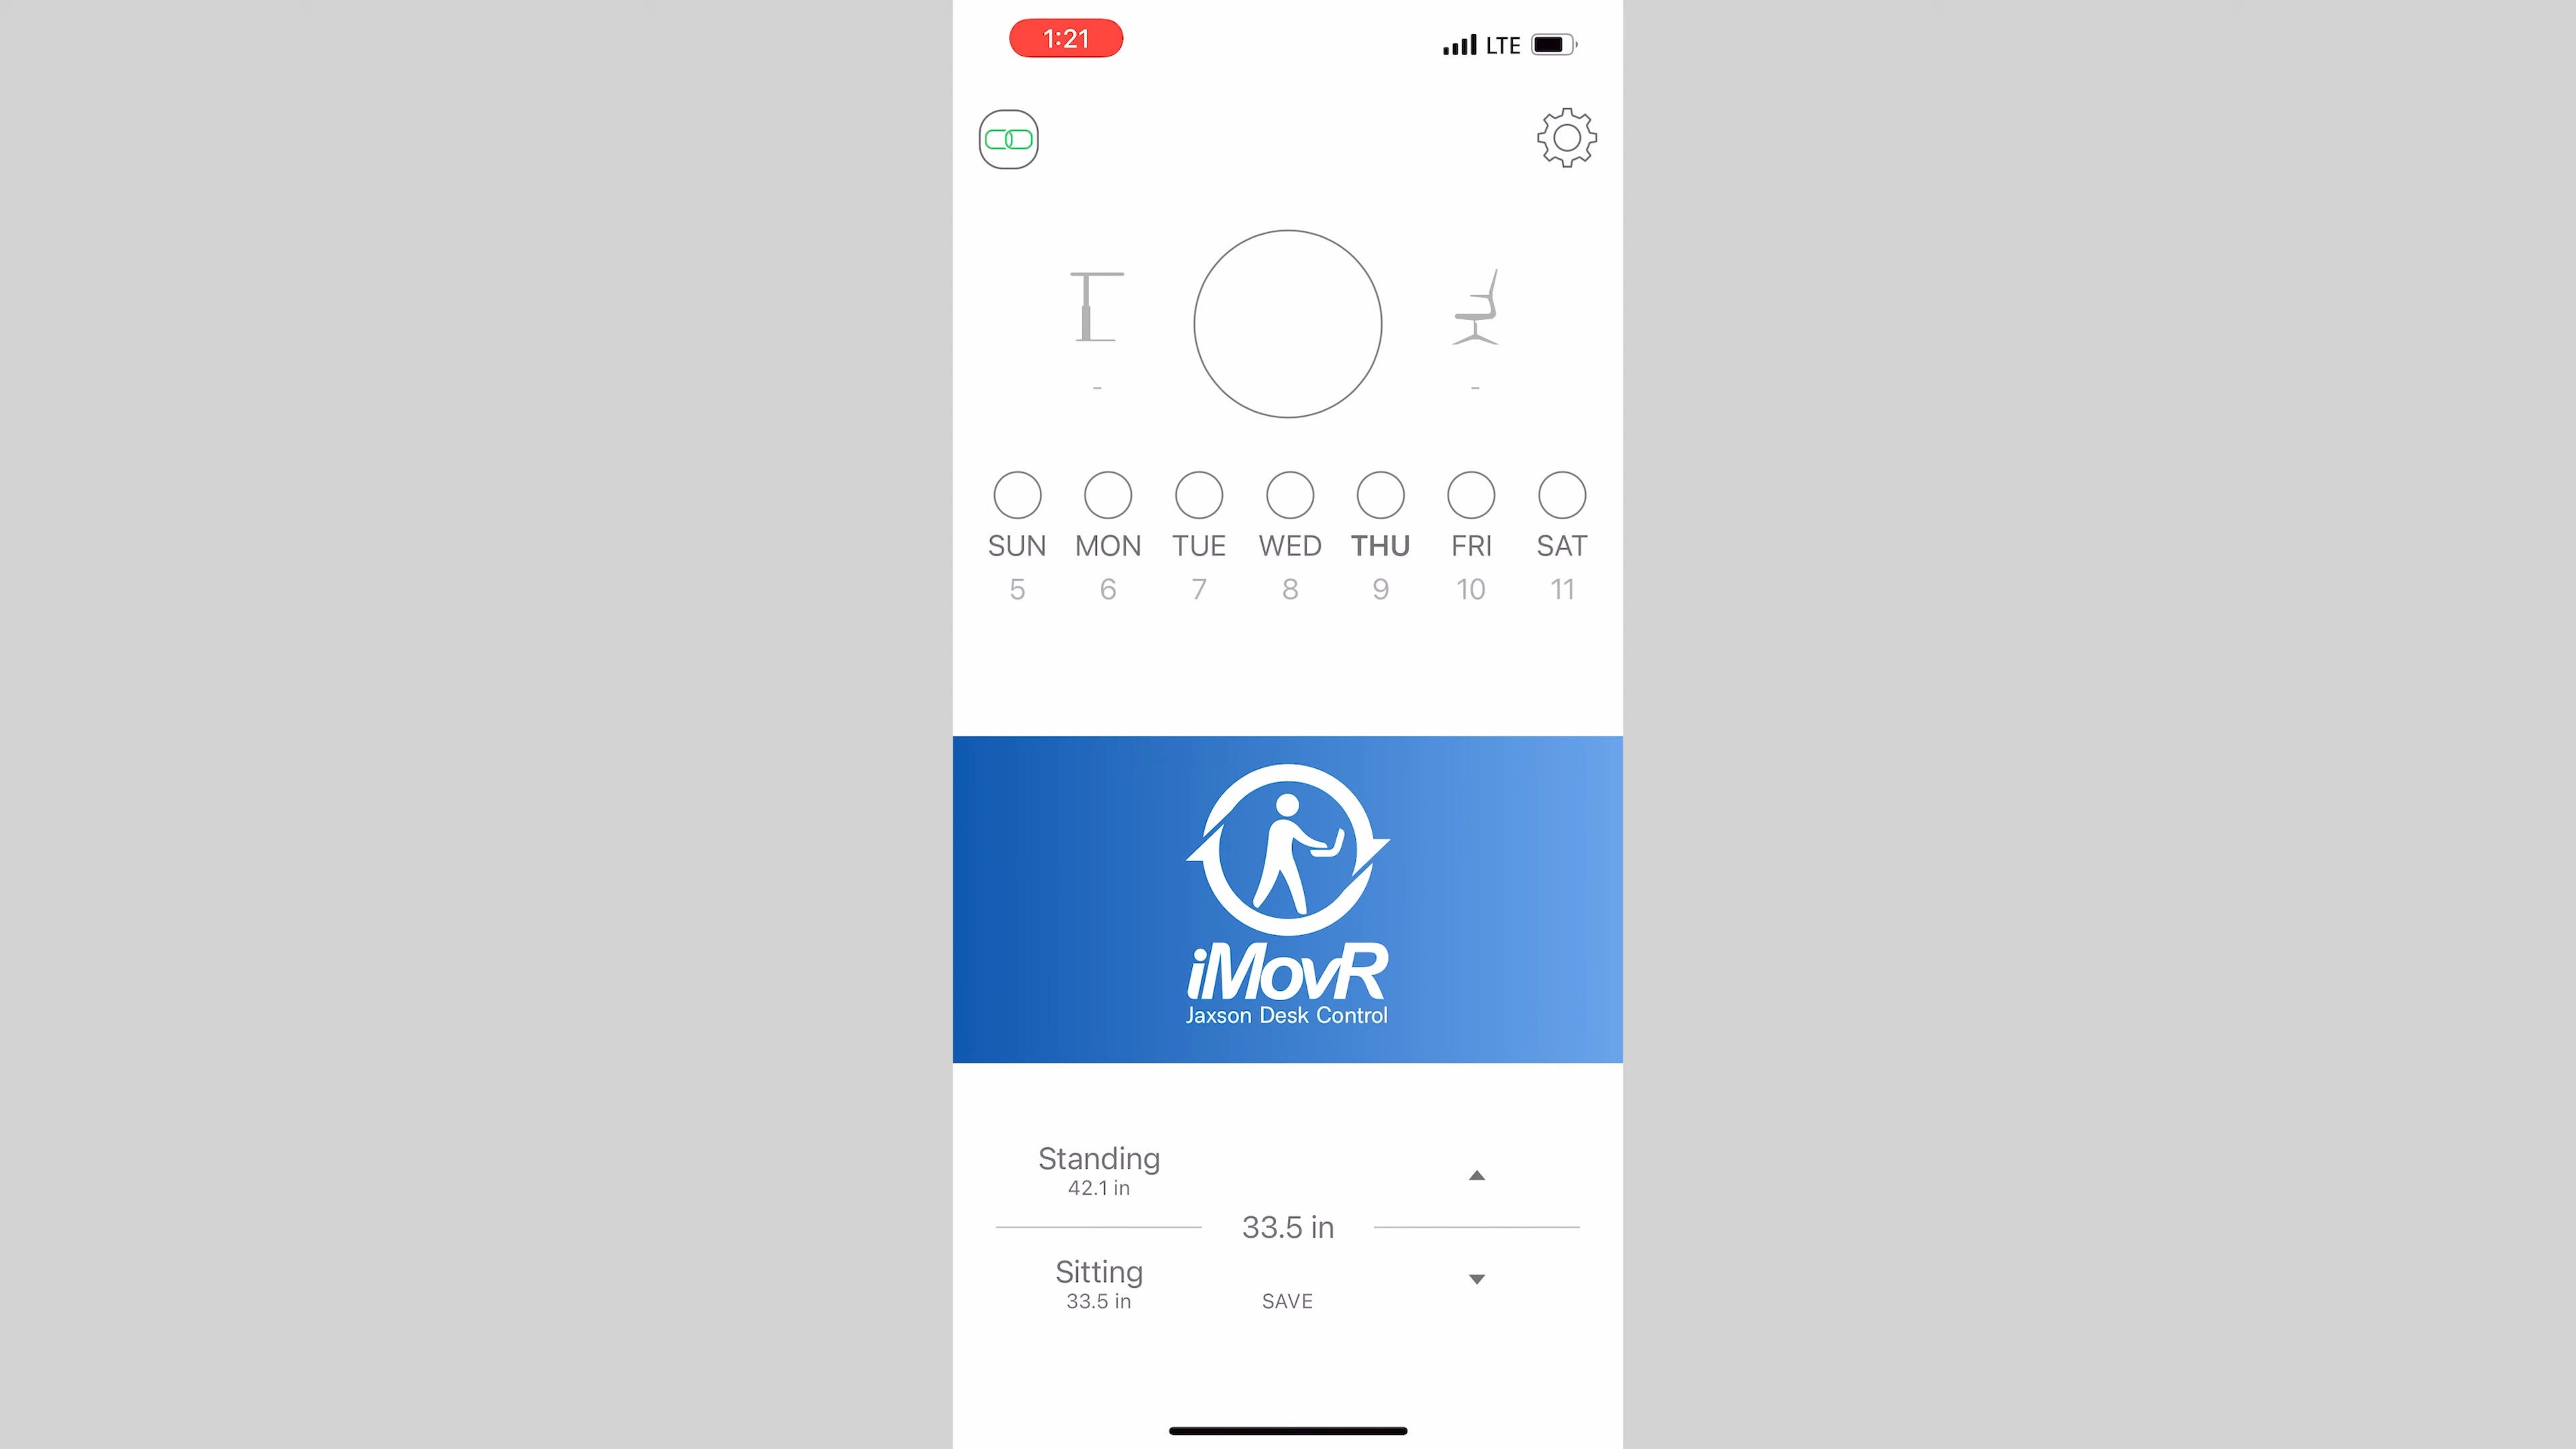 1:21
LTE
-
-
SUN MON TUE WED THU FRI SAT
5 6 7 8 9 10 11
iMovR
Jaxson Desk Control
Standing
42.1 in
33.5 in
Sitting
33.5 in
SAVE